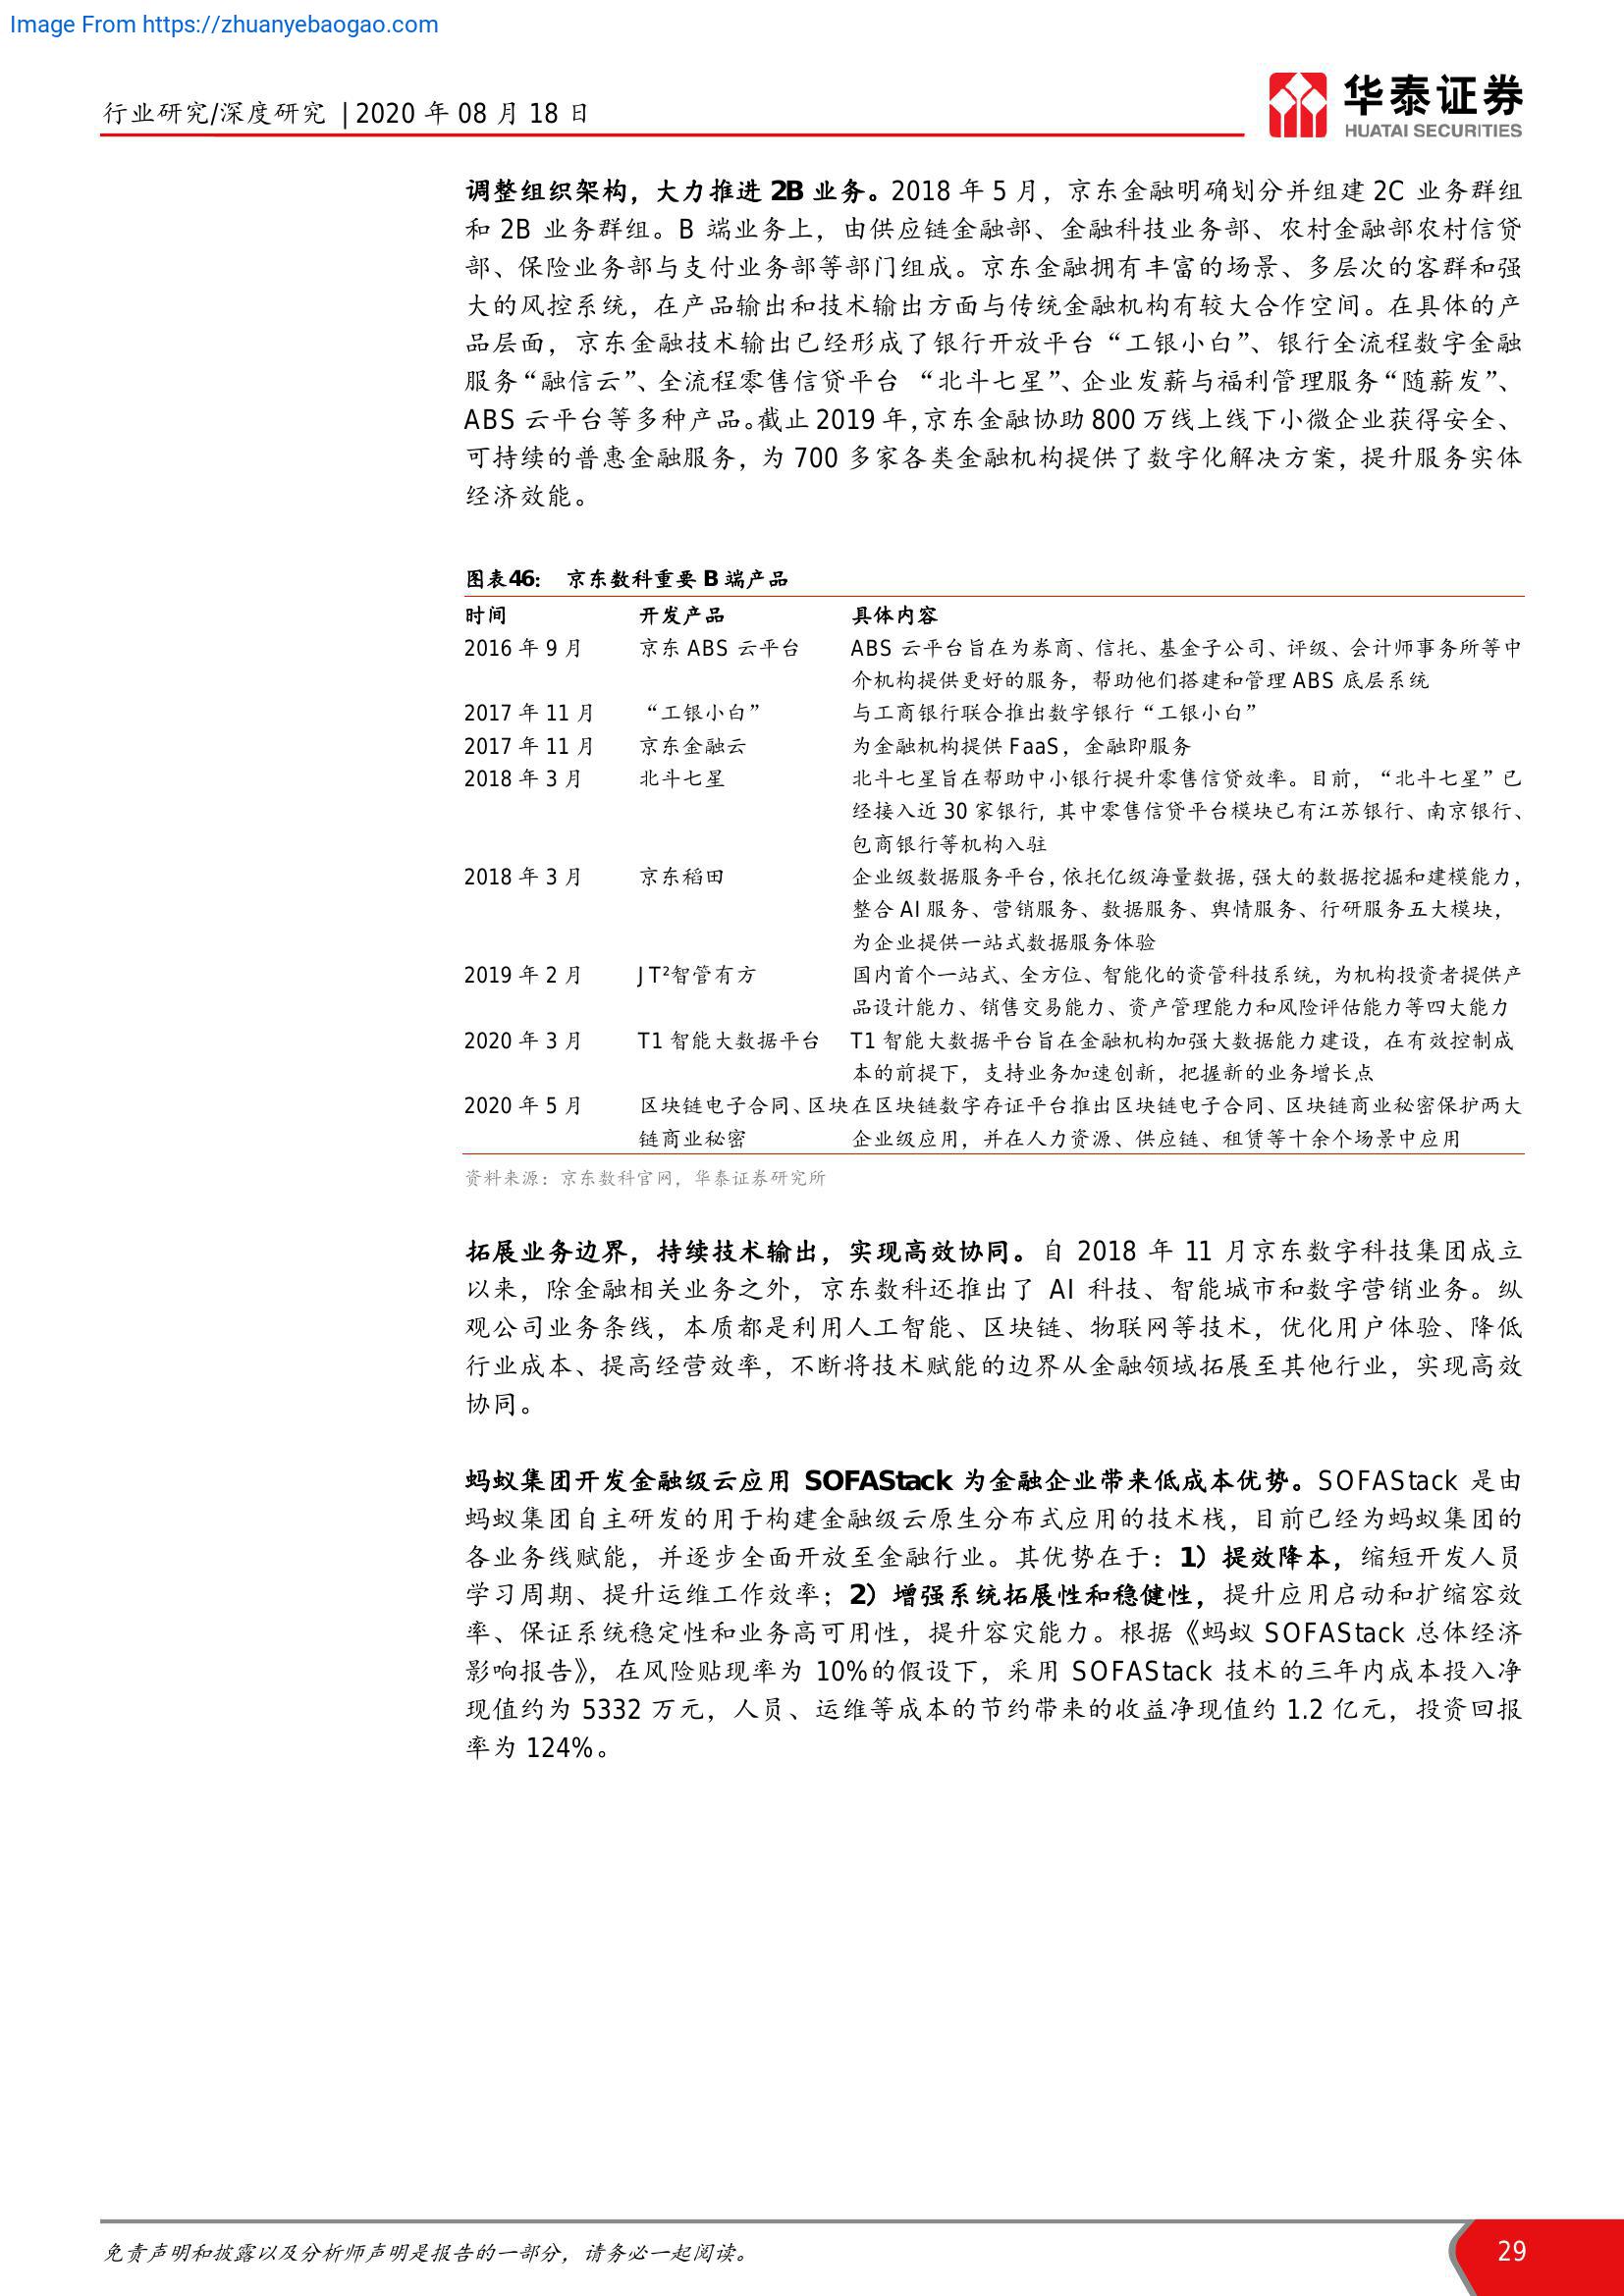 Image From https://zhuanyebaogao.com
行业研究/深度研究 | 2020 年 08 月 18 日
华泰证券
HUATAI SECURITIES
调整组织架构，大力推进 2B 业务。2018 年 5 月，京东金融明确划分并组建 2C 业务群组
和 2B 业务群组。B 端业务上，由供应链金融部、金融科技业务部、农村金融部农村信贷
部、保险业务部与支付业务部等部门组成。京东金融拥有丰富的场景、多层次的客群和强
大的风控系统，在产品输出和技术输出方面与传统金融机构有较大合作空间。在具体的产
品层面，京东金融技术输出已经形成了银行开放平台“工银小白”、银行全流程数字金融
服务“融信云”、全流程零售信贷平台 “北斗七星”、企业发薪与福利管理服务“随薪发”、
ABS 云平台等多种产品。截止 2019 年，京东金融协助 800 万线上线下小微企业获得安全、
可持续的普惠金融服务，为 700 多家各类金融机构提供了数字化解决方案，提升服务实体
经济效能。
图表46： 京东数科重要 B 端产品
时间 开发产品 具体内容
2016 年 9 月 京东 ABS 云平台 ABS 云平台旨在为券商、信托、基金子公司、评级、会计师事务所等中
介机构提供更好的服务，帮助他们搭建和管理 ABS 底层系统
2017 年 11 月 “工银小白” 与工商银行联合推出数字银行“工银小白”
2017 年 11 月 京东金融云 为金融机构提供 FaaS，金融即服务
2018 年 3 月 北斗七星 北斗七星旨在帮助中小银行提升零售信贷效率。目前，“北斗七星”已
经接入近 30 家银行，其中零售信贷平台模块已有江苏银行、南京银行、
包商银行等机构入驻
2018 年 3 月 京东稻田 企业级数据服务平台，依托亿级海量数据，强大的数据挖掘和建模能力，
整合 AI 服务、营销服务、数据服务、舆情服务、行研服务五大模块，
为企业提供一站式数据服务体验
2019 年 2 月 JT²智管有方 国内首个一站式、全方位、智能化的资管科技系统，为机构投资者提供产
品设计能力、销售交易能力、资产管理能力和风险评估能力等四大能力
2020 年 3 月 T1 智能大数据平台 T1 智能大数据平台旨在金融机构加强大数据能力建设，在有效控制成
本的前提下，支持业务加速创新，把握新的业务增长点
2020 年 5 月 区块链电子合同、区块 在区块链数字存证平台推出区块链电子合同、区块链商业秘密保护两大
链商业秘密 企业级应用，并在人力资源、供应链、租赁等十余个场景中应用
资料来源：京东数科官网，华泰证券研究所
拓展业务边界，持续技术输出，实现高效协同。自 2018 年 11 月京东数字科技集团成立
以来，除金融相关业务之外，京东数科还推出了 AI 科技、智能城市和数字营销业务。纵
观公司业务条线，本质都是利用人工智能、区块链、物联网等技术，优化用户体验、降低
行业成本、提高经营效率，不断将技术赋能的边界从金融领域拓展至其他行业，实现高效
协同。
蚂蚁集团开发金融级云应用 SOFAStack 为金融企业带来低成本优势。SOFAStack 是由
蚂蚁集团自主研发的用于构建金融级云原生分布式应用的技术栈，目前已经为蚂蚁集团的
各业务线赋能，并逐步全面开放至金融行业。其优势在于：1）提效降本，缩短开发人员
学习周期、提升运维工作效率；2）增强系统拓展性和稳健性，提升应用启动和扩缩容效
率、保证系统稳定性和业务高可用性，提升容灾能力。根据《蚂蚁 SOFAStack 总体经济
影响报告》，在风险贴现率为 10%的假设下，采用 SOFAStack 技术的三年内成本投入净
现值约为 5332 万元，人员、运维等成本的节约带来的收益净现值约 1.2 亿元，投资回报
率为 124%。
免责声明和披露以及分析师声明是报告的一部分，请务必一起阅读。
29